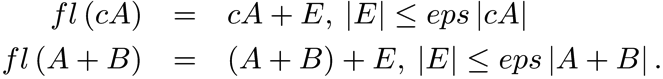 fl (cA) = cA + E, |E| ≤ eps |cA|
fl (A + B) = (A + B) + E, |E| ≤ eps |A + B| .